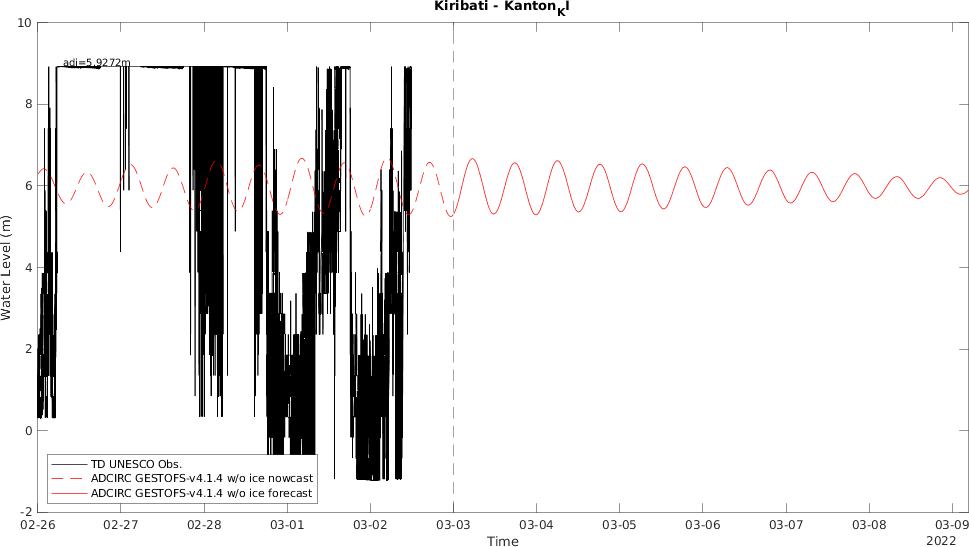 Kiribati - Kanton_KI
10
8
6
4
2
0
-2
Water Level (m)
adj=5.9272m
TD UNESCO Obs.
ADCIRC GESTOFS-v4.1.4 w/o ice nowcast
ADCIRC GESTOFS-v4.1.4 w/o ice forecast
02-26 02-27 02-28 03-01 03-02 03-03 03-04 03-05 03-06 03-07 03-08 03-09
Time
2022